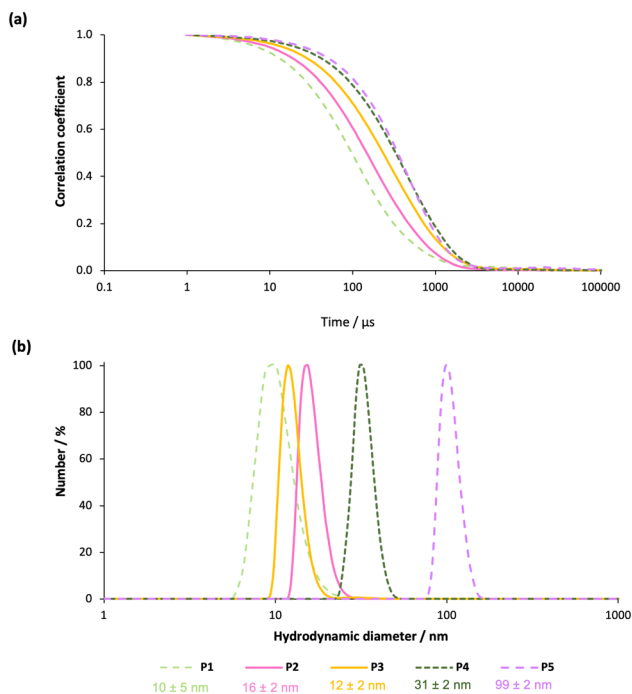 (a)
Correlation coefficient
1.0
0.8
0.6
0.4
0.2
0.0
0.1
1
10
100
1000
10000
100000
Time / µs
(b)
Number / %
100
80
60
40
20
0
1
10
100
1000
Hydrodynamic diameter / nm
P1 P2 P3 P4 P5
10 ± 5 nm 16 ± 2 nm 12 ± 2 nm 31 ± 2 nm 99 ± 2 nm